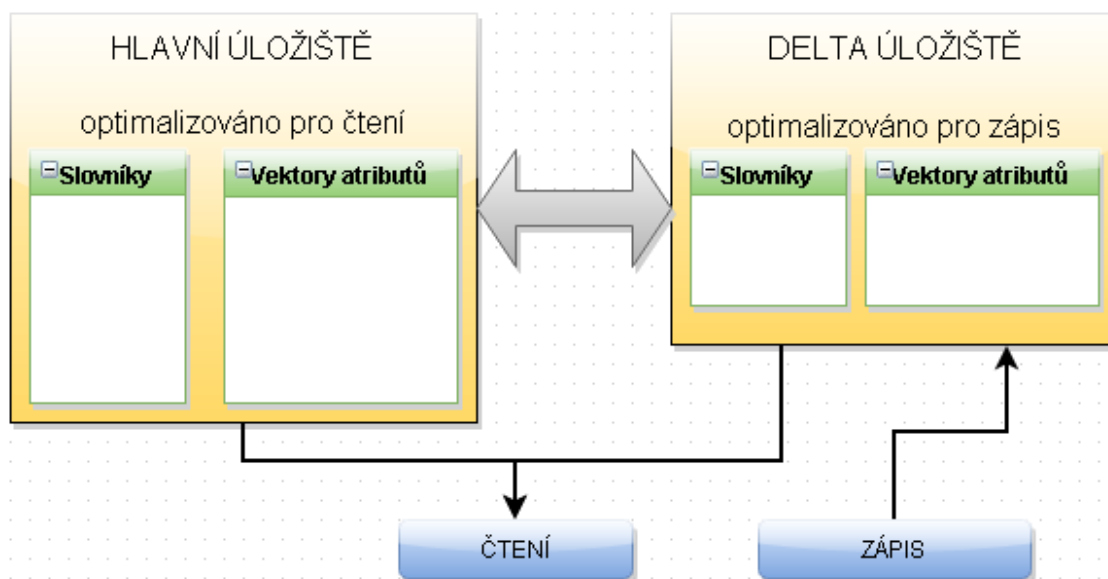 HLAVNÍ ÚLOŽIŠTĚ
optimalizováno pro čtení
Slovníky
Vektory atributů
DELTA ÚLOŽIŠTĚ
optimalizováno pro zápis
Slovníky
Vektory atributů
ČTENÍ
ZÁPIS